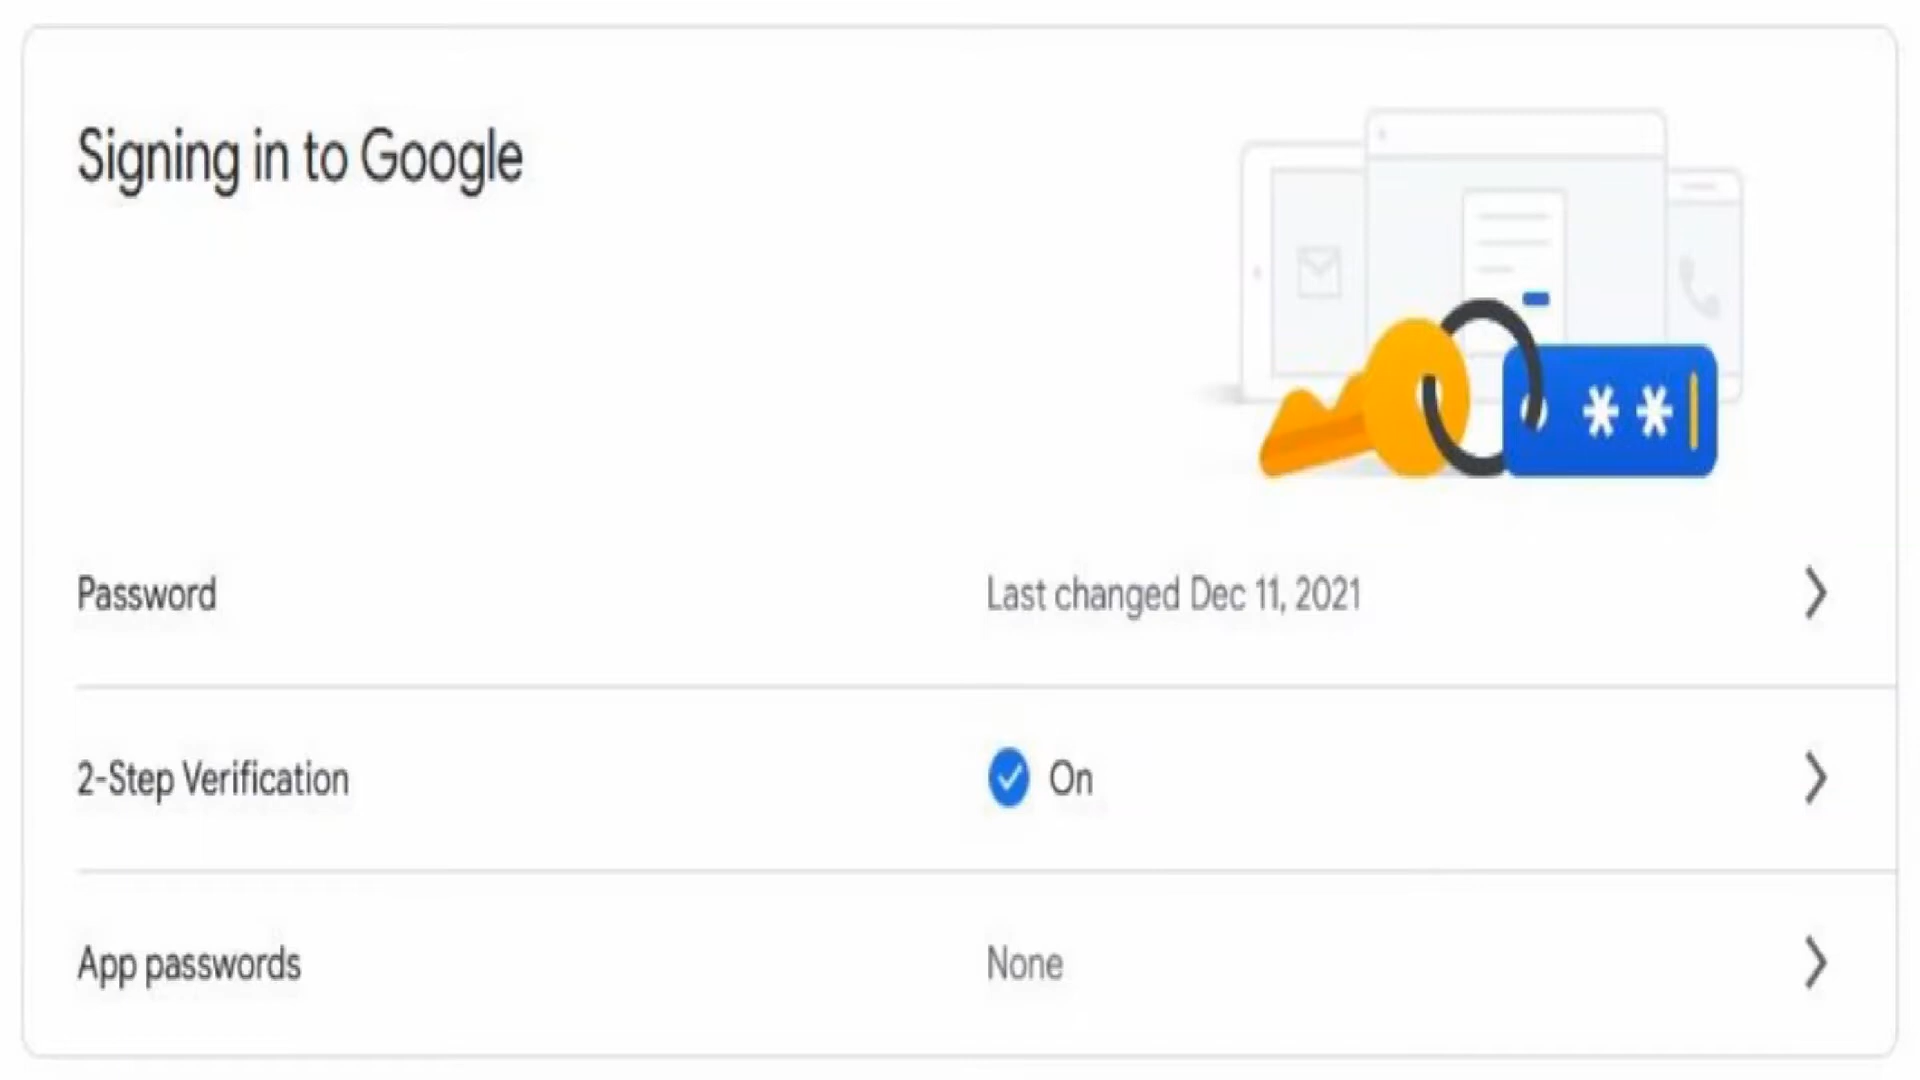 Signing in to Google
**
Password
Last changed Dec 11, 2021
2-Step Verification
On
App passwords
None